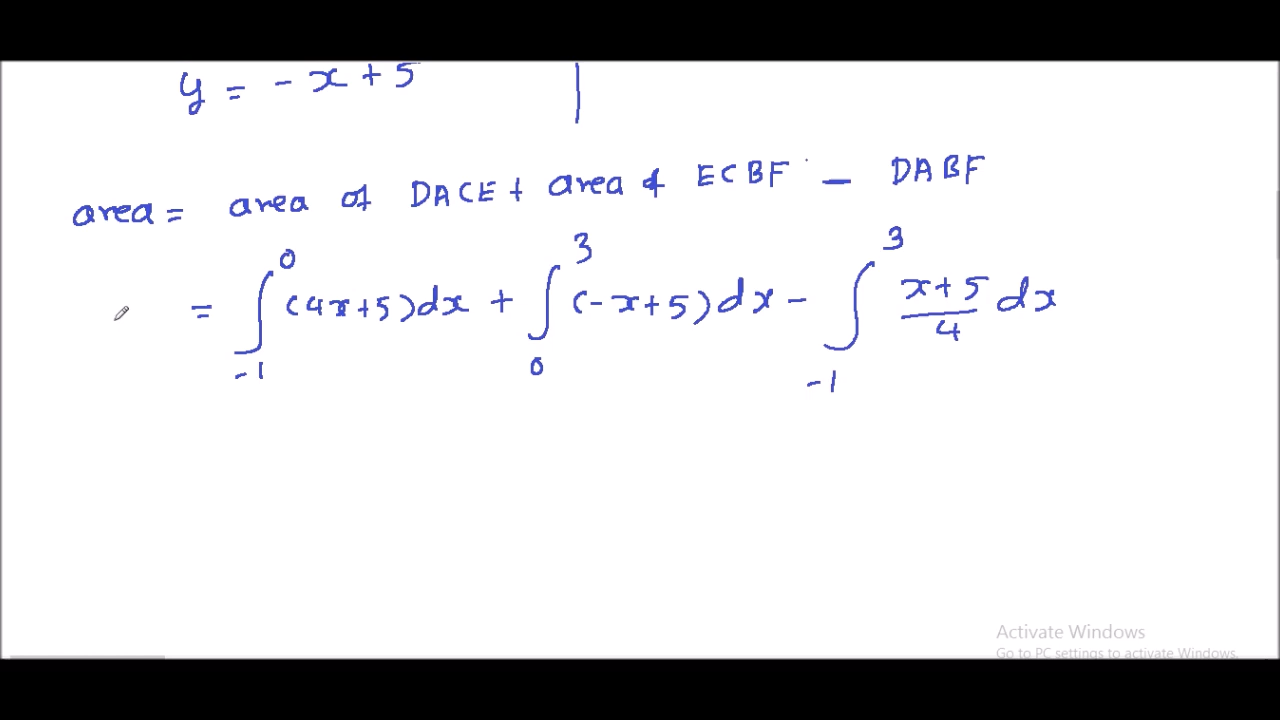 y = -x+5
area = area of DACE + area of ECBF - DABF
= ∫_{-1}^{0} (4x+5)dx + ∫_{0}^{3} (-x+5)dx - ∫_{-1}^{3} \frac{x+5}{4} dx
Activate Windows
Go to PC settings to activate Windows.